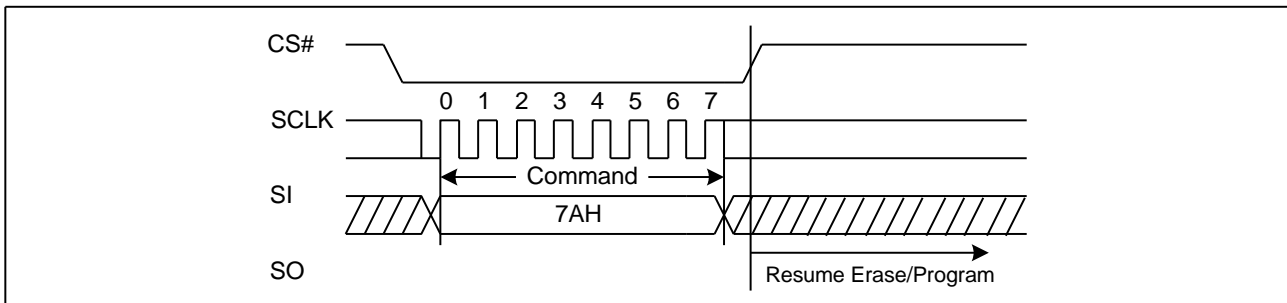 CS#
0 1 2 3 4 5 6 7
SCLK
Command
SI
7AH
SO
Resume Erase/Program